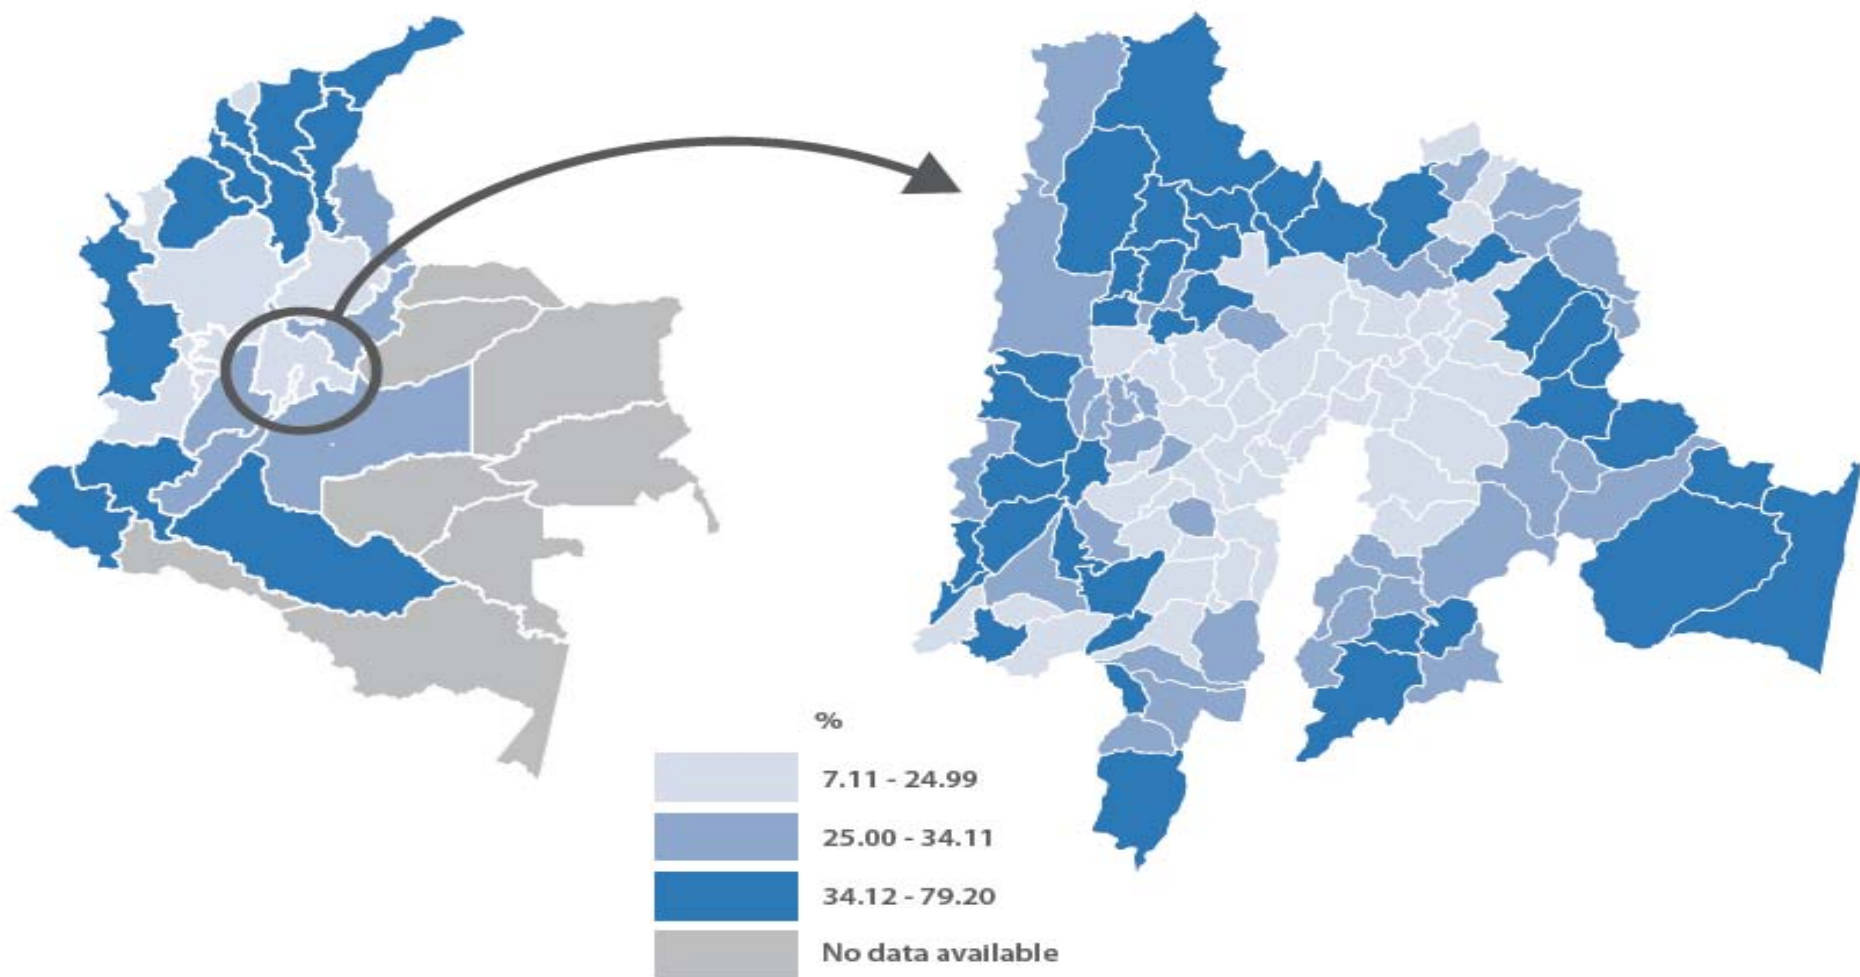 %
7.11 - 24.99
25.00 - 34.11
34.12 - 79.20
No data available